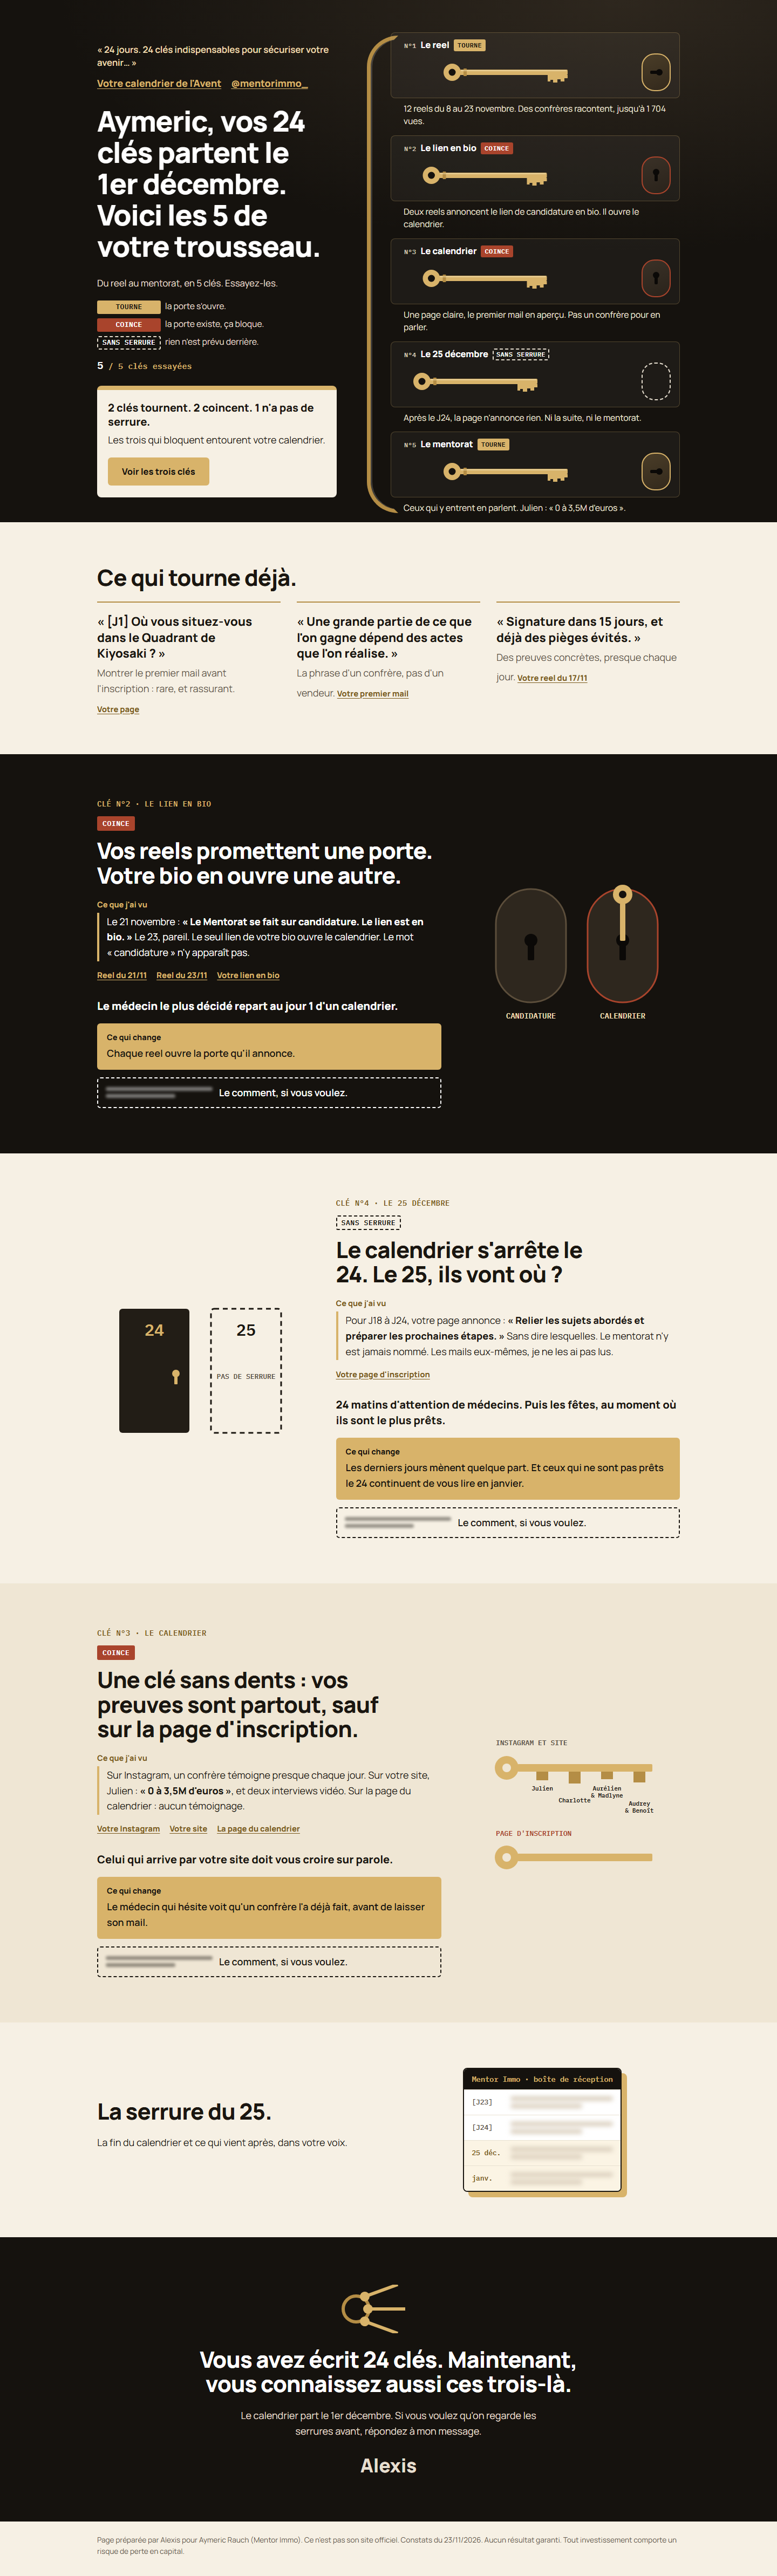 « 24 jours. 24 clés indispensables pour sécuriser votre
avenir... »
Votre calendrier de l'Avent @mentorimmo_
Aymeric, vos 24
clés partent le
1er décembre.
Voici les 5 de
votre trousseau.
Du reel au mentorat, en 5 clés. Essayez-les.
TOURNE la porte s'ouvre.
COINCE la porte existe, ça bloque.
SANS SERRURE rien n'est prévu derrière.
5 / 5 clés essayées
2 clés tournent. 2 coincent. 1 n'a pas de
serrure.
Les trois qui bloquent entourent votre calendrier.
Voir les trois clés
N°1 Le reel TOURNE
12 reels du 8 au 23 novembre. Des confrères racontent, jusqu'à 1 704
vues.
N°2 Le lien en bio COINCE
Deux reels annoncent le lien de candidature en bio. Il ouvre le
calendrier.
N°3 Le calendrier COINCE
Une page claire, le premier mail en aperçu. Pas un confrère pour en
parler.
N°4 Le 25 décembre SANS SERRURE
Après le J24, la page n'annonce rien. Ni la suite, ni le mentorat.
N°5 Le mentorat TOURNE
Ceux qui y entrent en parlent. Julien : « 0 à 3,5M d'euros ».
Ce qui tourne déjà.
« [J1] Où vous situez-vous
dans le Quadrant de
Kiyosaki ? »
Montrer le premier mail avant
l'inscription : rare, et rassurant.
Votre page
« Une grande partie de ce que
l'on gagne dépend des actes
que l'on réalise. »
La phrase d'un confrère, pas d'un
vendeur. Votre premier mail
« Signature dans 15 jours, et
déjà des pièges évités. »
Des preuves concrètes, presque chaque
jour. Votre reel du 17/11
CLÉ N°2 · LE LIEN EN BIO
COINCE
Vos reels promettent une porte.
Votre bio en ouvre une autre.
Ce que j'ai vu
Le 21 novembre : « Le Mentorat se fait sur candidature. Le lien est en
bio. » Le 23, pareil. Le seul lien de votre bio ouvre le calendrier. Le mot
« candidature » n'y apparaît pas.
Reel du 21/11 Reel du 23/11 Votre lien en bio
Le médecin le plus décidé repart au jour 1 d'un calendrier.
Ce qui change
Chaque reel ouvre la porte qu'il annonce.
Le comment, si vous voulez.
CANDIDATURE
CALENDRIER
24
25
PAS DE SERRURE
CLÉ N°4 · LE 25 DÉCEMBRE
SANS SERRURE
Le calendrier s'arrête le
24. Le 25, ils vont où ?
Ce que j'ai vu
Pour J18 à J24, votre page annonce : « Relier les sujets abordés et
préparer les prochaines étapes. » Sans dire lesquelles. Le mentorat n'y
est jamais nommé. Les mails eux-mêmes, je ne les ai pas lus.
Votre page d'inscription
24 matins d'attention de médecins. Puis les fêtes, au moment où
ils sont le plus prêts.
Ce qui change
Les derniers jours mènent quelque part. Et ceux qui ne sont pas prêts
le 24 continuent de vous lire en janvier.
Le comment, si vous voulez.
CLÉ N°3 · LE CALENDRIER
COINCE
Une clé sans dents : vos
preuves sont partout, sauf
sur la page d'inscription.
Ce que j'ai vu
Sur Instagram, un confrère témoigne presque chaque jour. Sur votre site,
Julien : « 0 à 3,5M d'euros », et deux interviews vidéo. Sur la page du
calendrier : aucun témoignage.
Votre Instagram Votre site La page du calendrier
Celui qui arrive par votre site doit vous croire sur parole.
Ce qui change
Le médecin qui hésite voit qu'un confrère l'a déjà fait, avant de laisser
son mail.
Le comment, si vous voulez.
INSTAGRAM ET SITE
Julien
Charlotte
Aurélien
& Madlyne
Audrey
& Benoît
PAGE D'INSCRIPTION
La serrure du 25.
La fin du calendrier et ce qui vient après, dans votre voix.
Mentor Immo · boîte de réception
[J23]
[J24]
25 déc.
janv.
Vous avez écrit 24 clés. Maintenant,
vous connaissez aussi ces trois-là.
Le calendrier part le 1er décembre. Si vous voulez qu'on regarde les
serrures avant, répondez à mon message.
Alexis
Page préparée par Alexis pour Aymeric Rauch (Mentor Immo). Ce n'est pas son site officiel. Constats du 23/11/2026. Aucun résultat garanti. Tout investissement comporte un
risque de perte en capital.